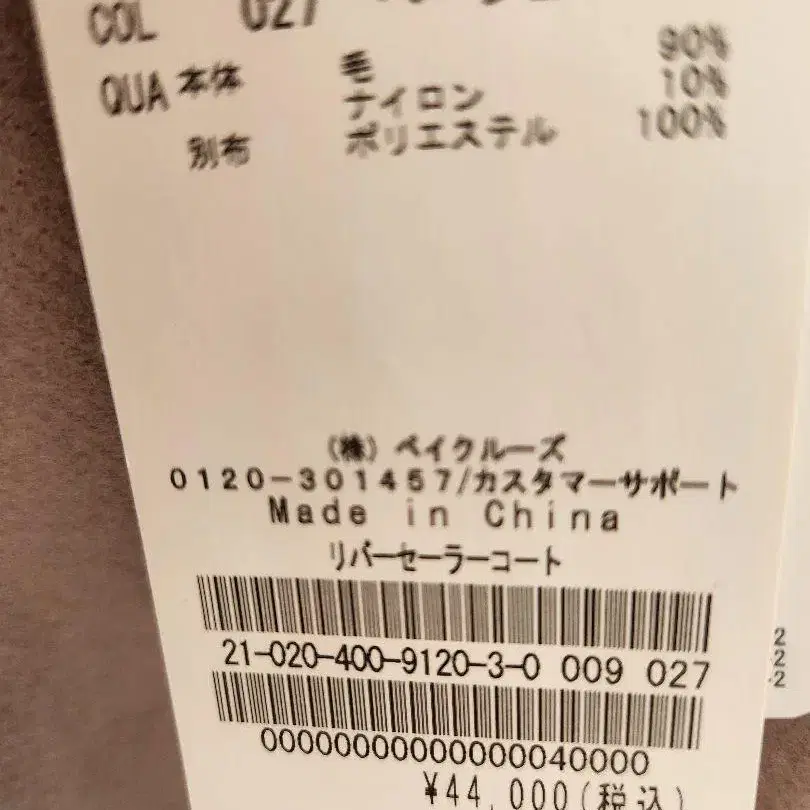 COL 027
QUA 本体 毛 90%
ナイロン 10%
別布 ポリエステル 100%
(株) ベイクルーズ
0120-301457/カスタマーサポート
Made in China
リバーセーラーコート
21-020-400-9120-3-0 009 027
0000000000000000040000
¥44,000(税込)
2
2
-2